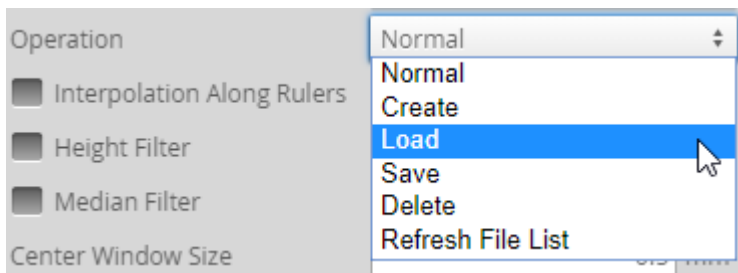 Operation
Normal
Normal
Interpolation Along Rulers
Create
Load
Height Filter
Save
Median Filter
Delete
Refresh File List
Center Window Size